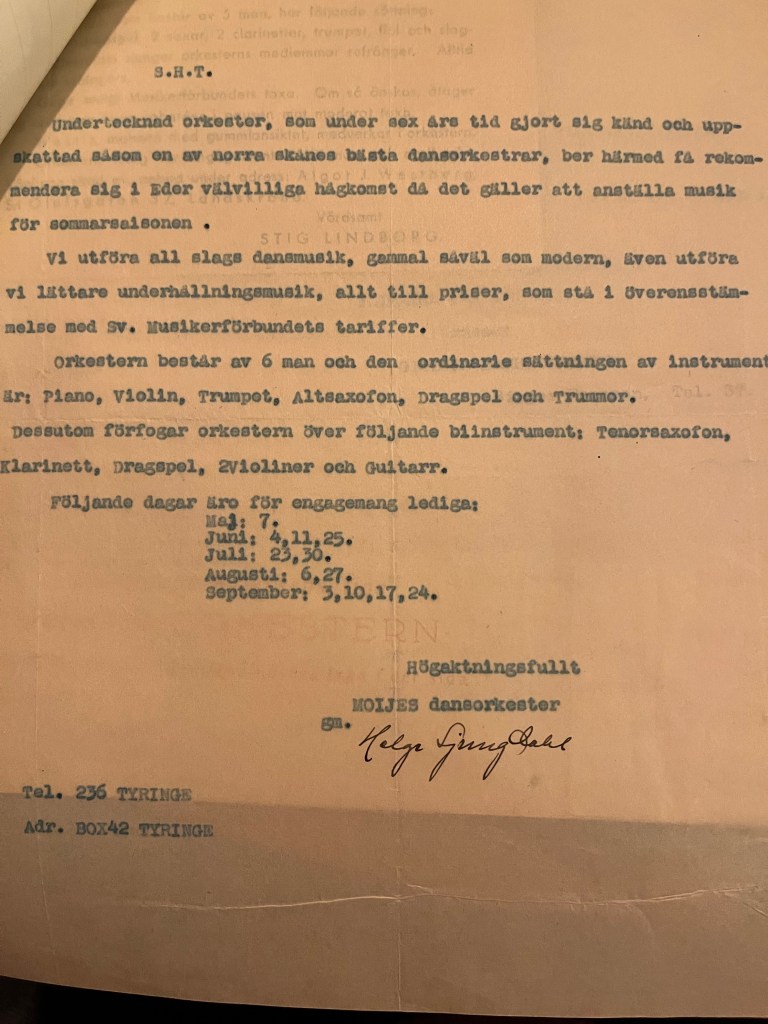 S.H.T.
Undertecknad orkester, som under sex års tid gjort sig känd och upp-
skattad såsom en av norra skånes bästa dansorkestrar, ber härmed få rekom-
mendera sig i Eder välvilliga hågkomst då det gäller att anställa musik
för sommarsaisonen .
Vi utföra all slags dansmusik, gammal såväl som modern, även utföra
vi lättare underhållningsmusik, allt till priser, som stå i överensstäm-
melse med Sv. Musikerförbundets tariffer.
Orkestern består av 6 man och den ordinarie sättningen av instrument
är: Piano, Violin, Trumpet, Altsaxofon, Dragspel och Trummor.
Dessutom förfogar orkestern över följande biinstrument: Tenorsaxofon,
Klarinett, Dragspel, 2Violiner och Guitarr.
Följande dagar äro för engagemang lediga:
Maj: 7.
Juni: 4,11,25.
Juli: 23,30.
Augusti: 6,27.
September: 3,10,17,24.
Högaktningsfullt
MOIJES dansorkester
gm.
Helge Ljungdahl
Tel. 236 TYRINGE
Adr. BOX42 TYRINGE
Vördsamt
STIG LINDBORG